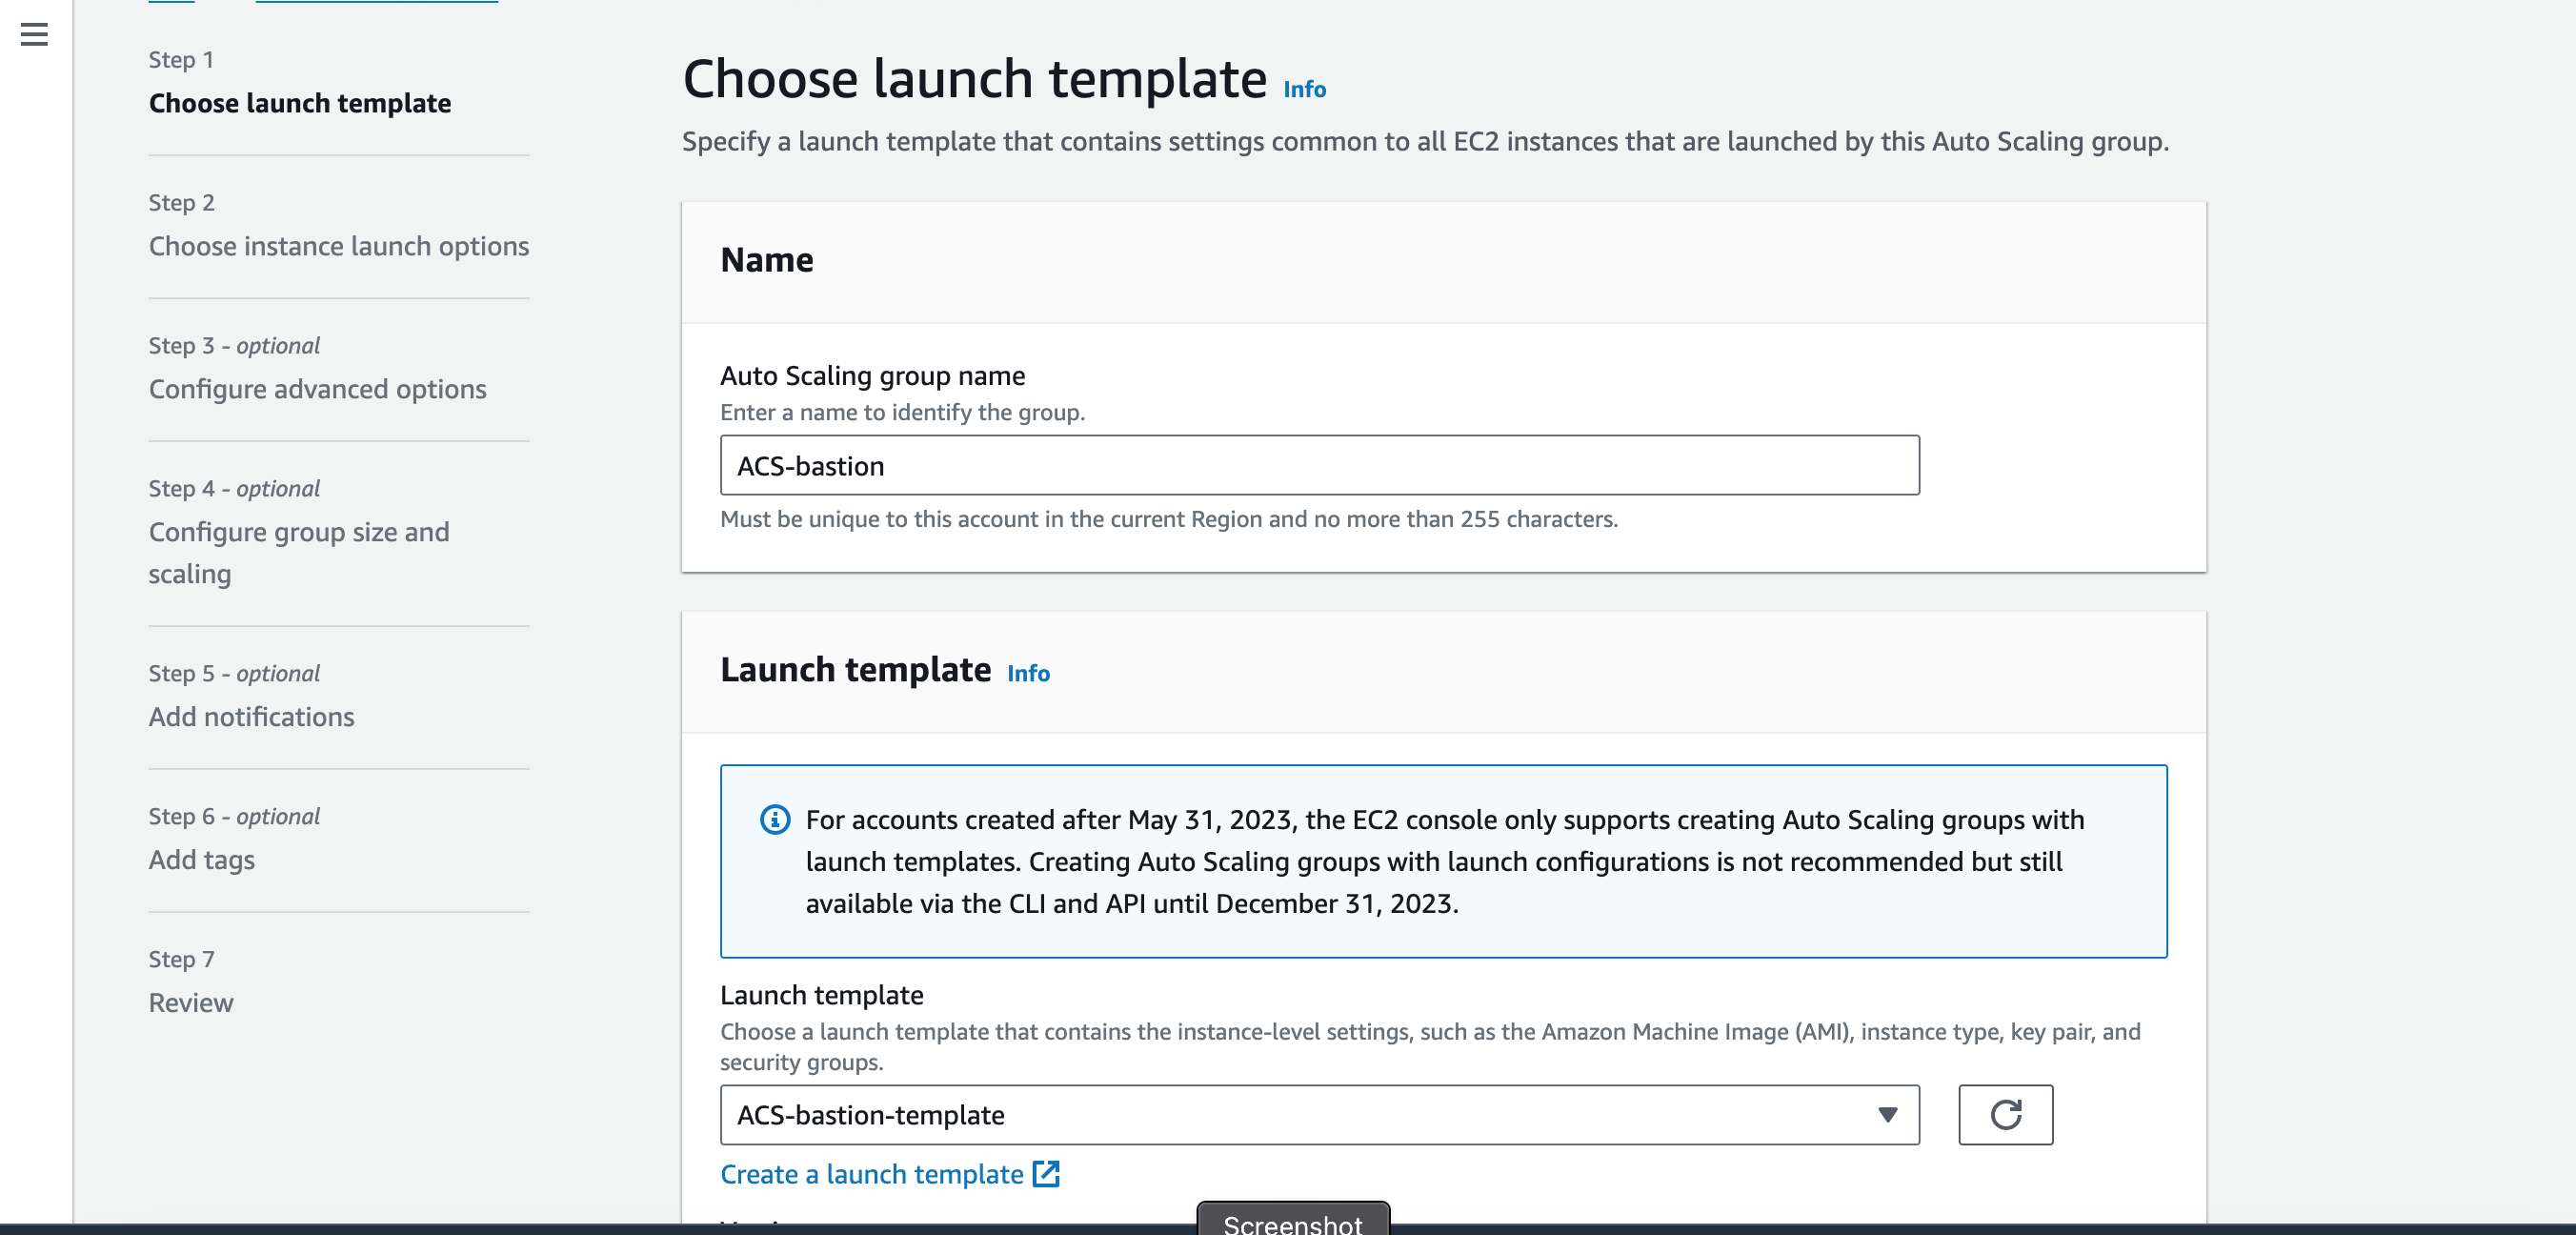 Step 1
Choose launch template
Step 2
Choose instance launch options
Step 3 - optional
Configure advanced options
Step 4 - optional
Configure group size and
scaling
Step 5 - optional
Add notifications
Step 6 - optional
Add tags
Step 7
Review
Choose launch template Info
Specify a launch template that contains settings common to all EC2 instances that are launched by this Auto Scaling group.
Name
Auto Scaling group name
Enter a name to identify the group.
ACS-bastion
Must be unique to this account in the current Region and no more than 255 characters.
Launch template Info
For accounts created after May 31, 2023, the EC2 console only supports creating Auto Scaling groups with
launch templates. Creating Auto Scaling groups with launch configurations is not recommended but still
available via the CLI and API until December 31, 2023.
Launch template
Choose a launch template that contains the instance-level settings, such as the Amazon Machine Image (AMI), instance type, key pair, and
security groups.
ACS-bastion-template
Create a launch template
Screenshot